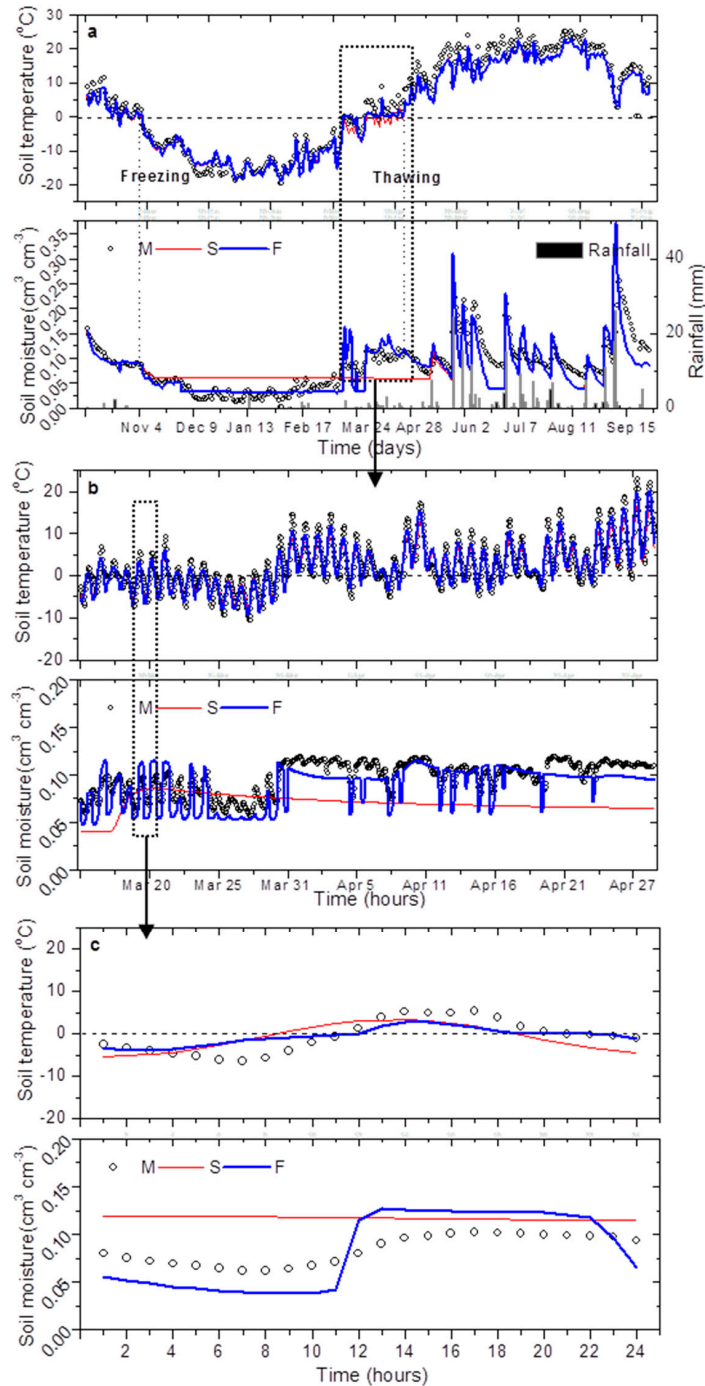 a
Soil temperature (°C)
30
20
10
0
-10
-20
Freezing
Thawing
M S F
Rainfall
Soil moisture(cm³ cm⁻³)
0.35
0.30
0.25
0.20
0.15
0.10
0.05
0.00
Rainfall (mm)
40
20
0
Nov 4 Dec 9 Jan 13 Feb 17 Mar 24 Apr 28 Jun 2 Jul 7 Aug 11 Sep 15
Time (days)
b
Soil temperature (°C)
20
10
0
-10
-20
M S F
Soil moisture(cm³ cm⁻³)
0.20
0.15
0.10
0.05
0.00
Mar 20 Mar 25 Mar 31 Apr 5 Apr 11 Apr 16 Apr 21 Apr 27
Time (hours)
c
Soil temperature (°C)
20
10
0
-10
-20
M S F
Soil moisture(cm³ cm⁻³)
0.20
0.15
0.10
0.05
0.00
2 4 6 8 10 12 14 16 18 20 22 24
Time (hours)